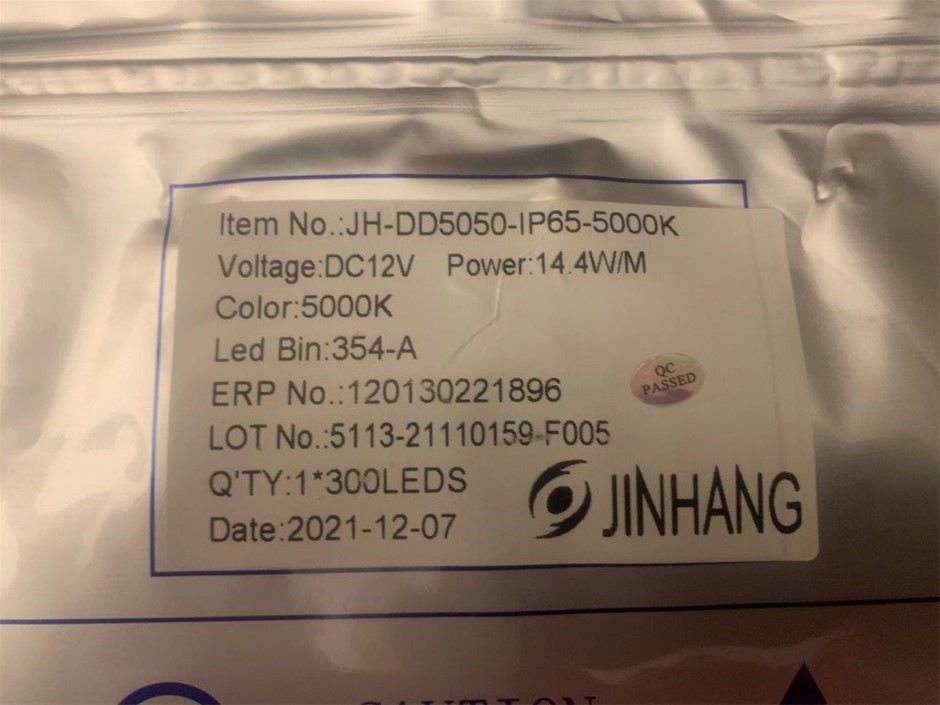 Item No.:JH-DD5050-IP65-5000K
Voltage:DC12V Power:14.4W/M
Color:5000K
Led Bin:354-A
ERP No.:120130221896
LOT No.:5113-21110159-F005
Q'TY:1*300LEDS
Date:2021-12-07
QC
PASSED
JINHANG
CAUTION